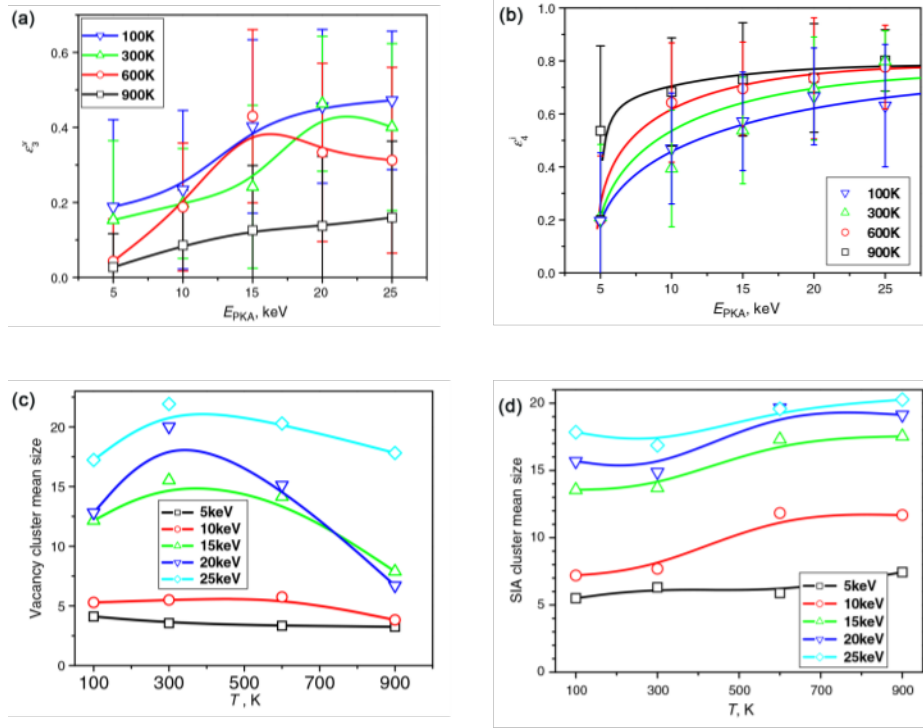 (a)
100K
300K
600K
900K
0.6
0.4
0.2
0.0
5 10 15 20 25
E_PKA, keV
(b)
1.0
0.8
0.6
0.4
0.2
0.0
ε_4^i
100K
300K
600K
900K
5 10 15 20 25
E_PKA, keV
(c)
Vacancy cluster mean size
20
15
10
5
0
5keV
10keV
15keV
20keV
25keV
100 300 500 700 900
T, K
(d)
SIA cluster mean size
20
15
10
5
0
5keV
10keV
15keV
20keV
25keV
100 300 500 700 900
T, K